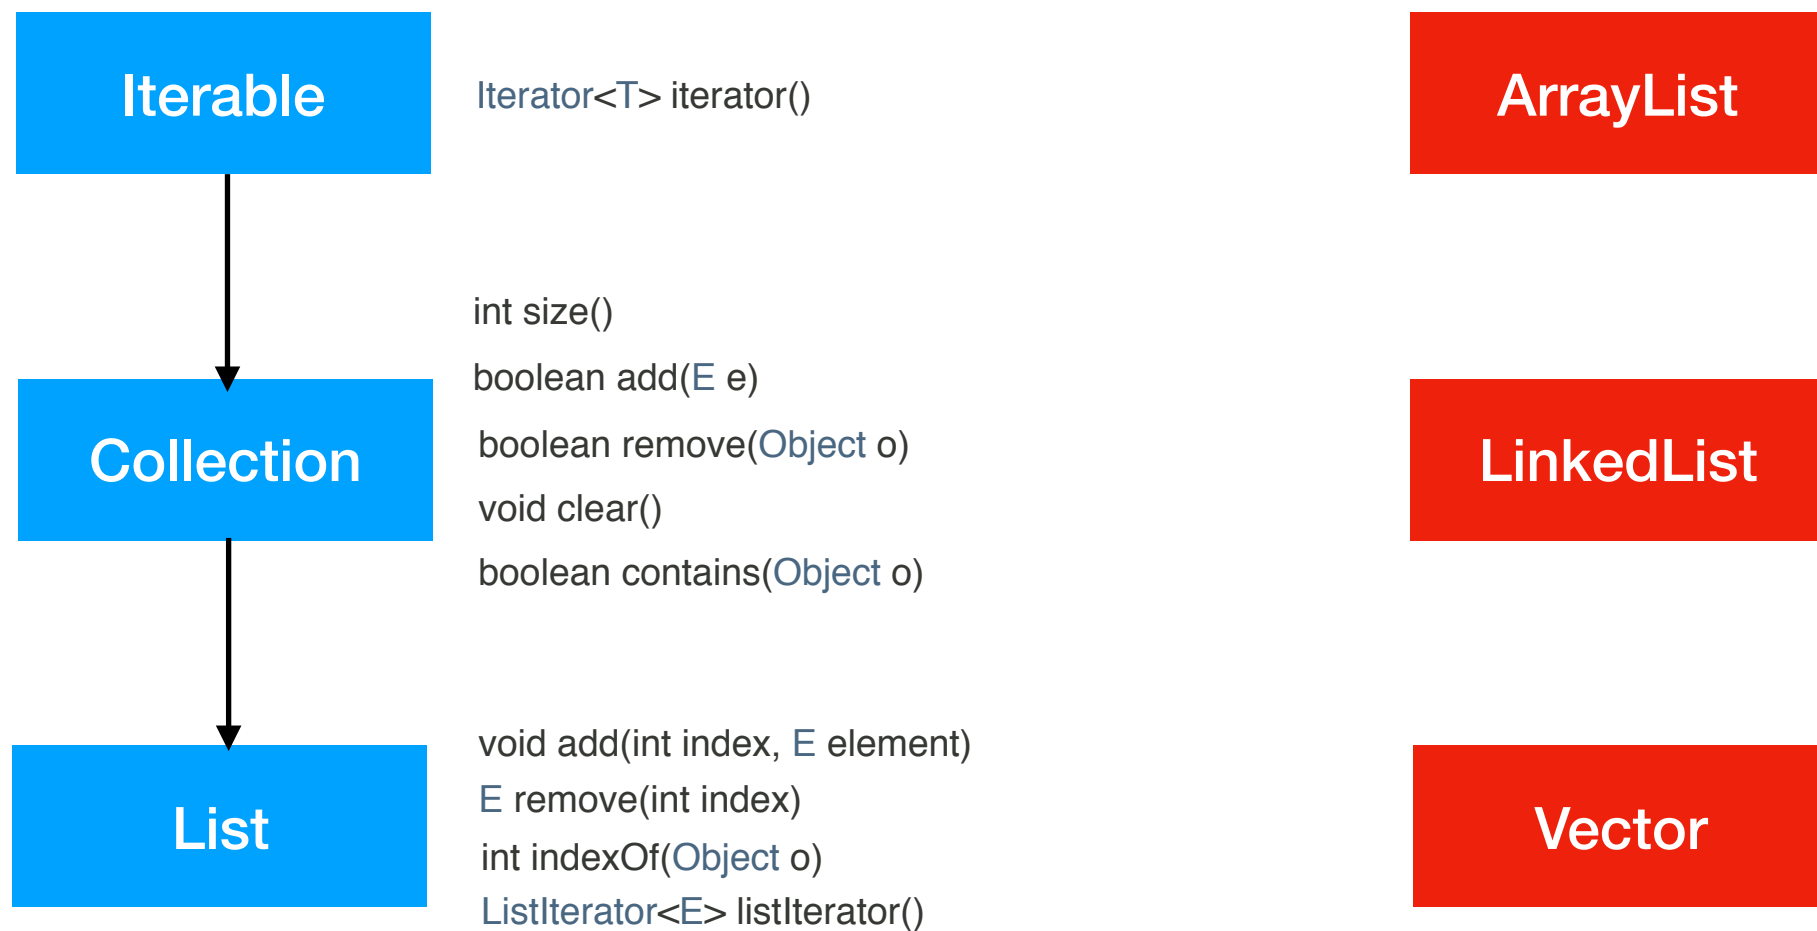 Iterable
Iterator<T> iterator()
ArrayList
int size()
boolean add(E e)
Collection
boolean remove(Object o)
void clear()
boolean contains(Object o)
LinkedList
List
void add(int index, E element)
E remove(int index)
int indexOf(Object o)
ListIterator<E> listIterator()
Vector